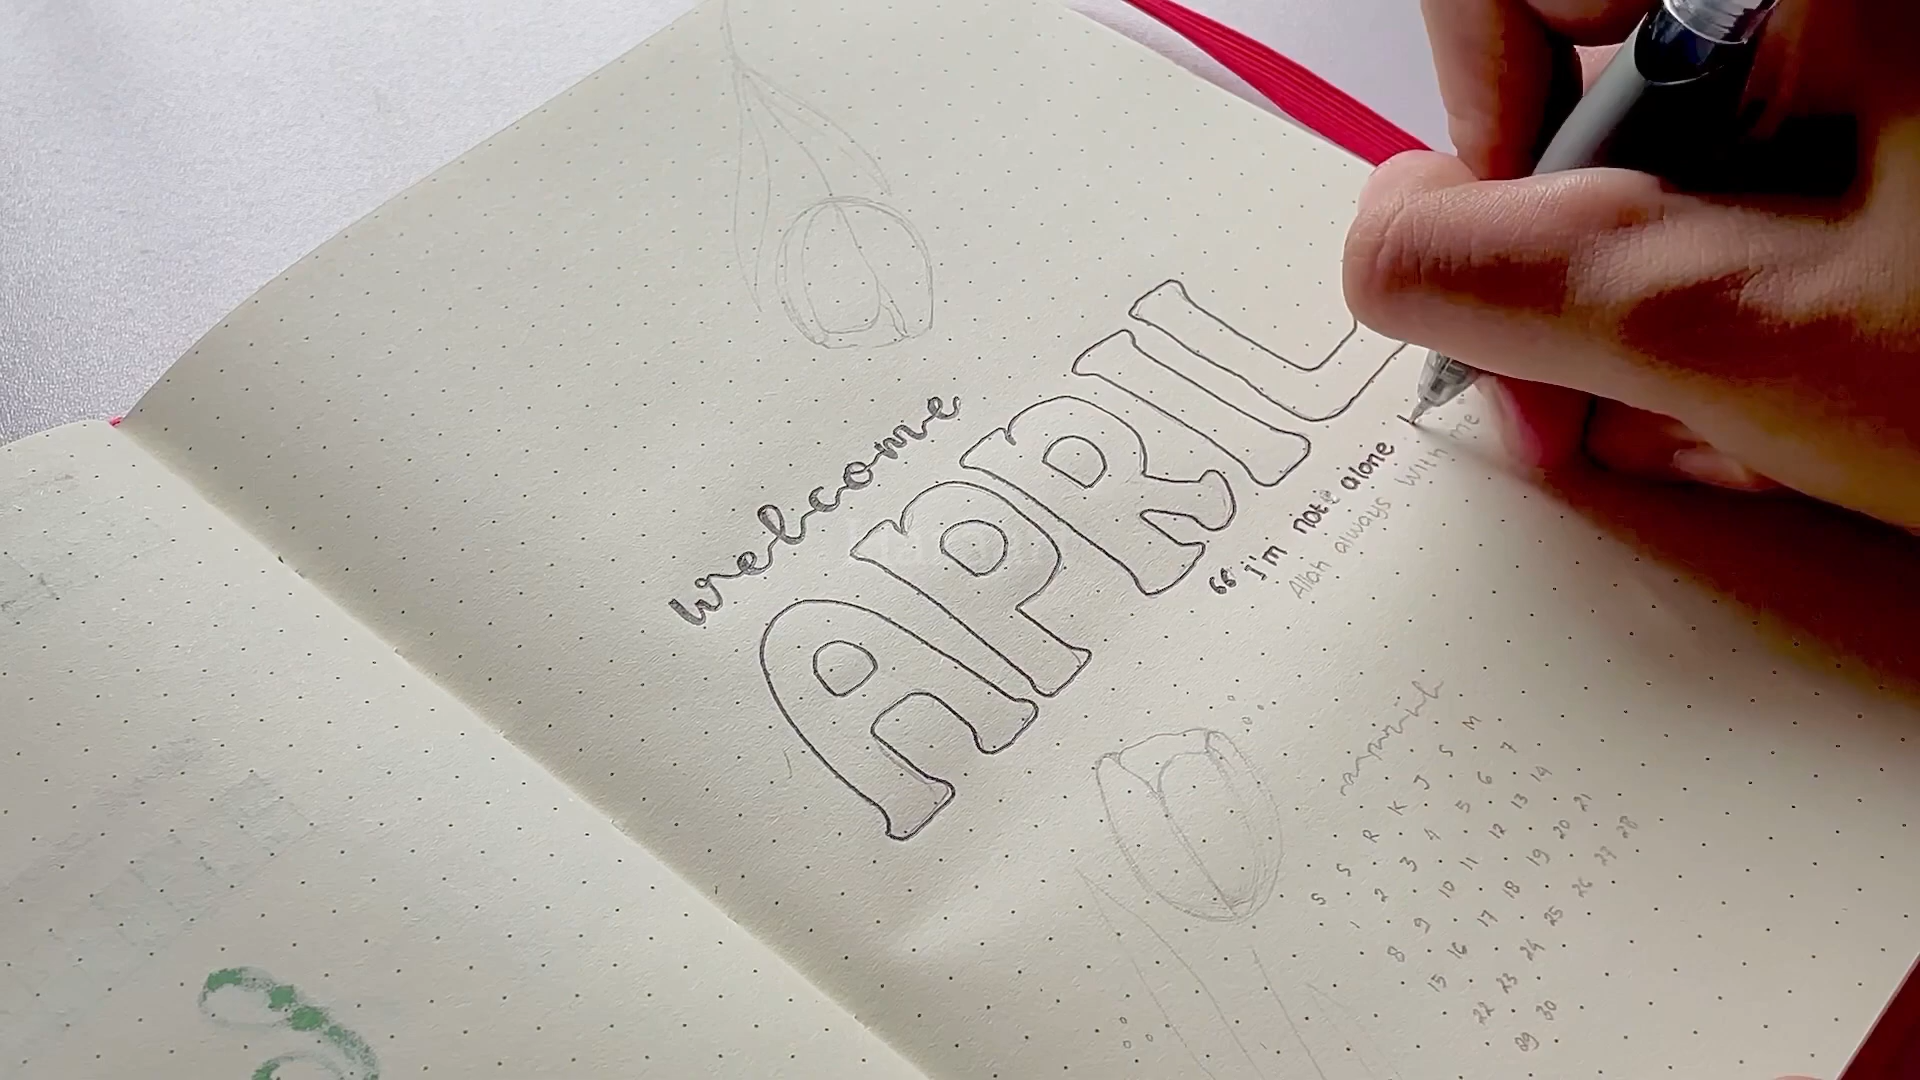 welcome
APRIL
“ i'm not alone
Allah always with me "
S S R K J S M
1 2 3 4 5 6 7
8 9 10 11 12 13 14
15 16 17 18 19 20 21
22 23 24 25 26 27 28
29 30